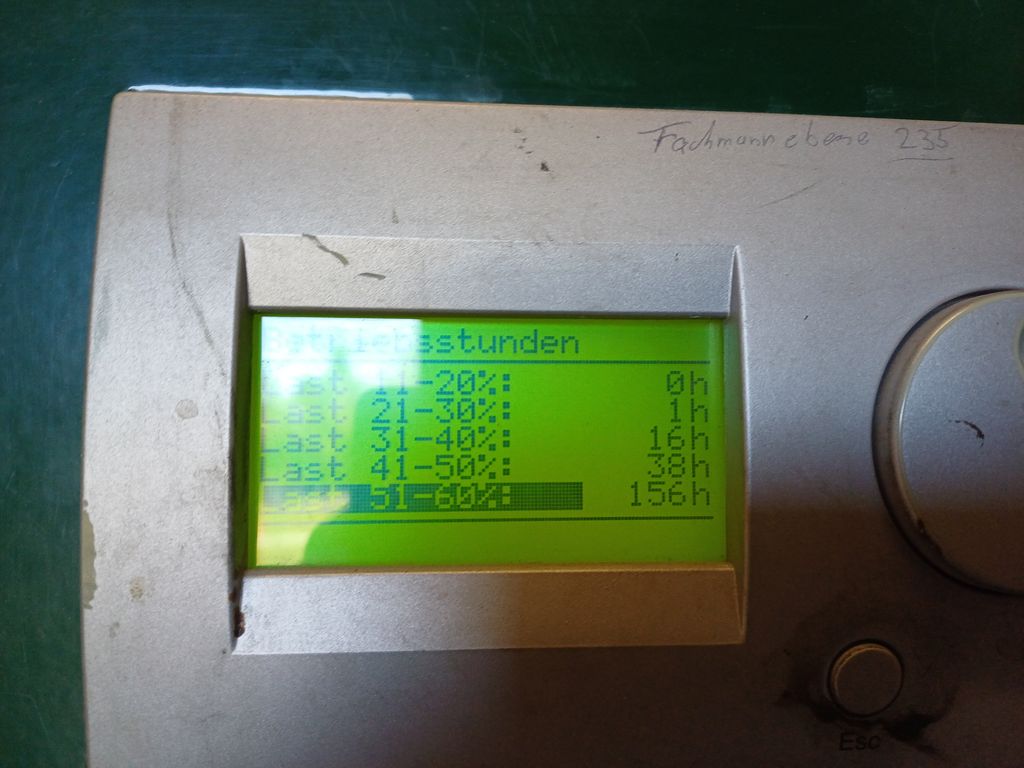 Fachmannebene 235
Betriebsstunden
Last 11-20%: 0h
Last 21-30%: 1h
Last 31-40%: 16h
Last 41-50%: 38h
Last 51-60%: 156h
Esc